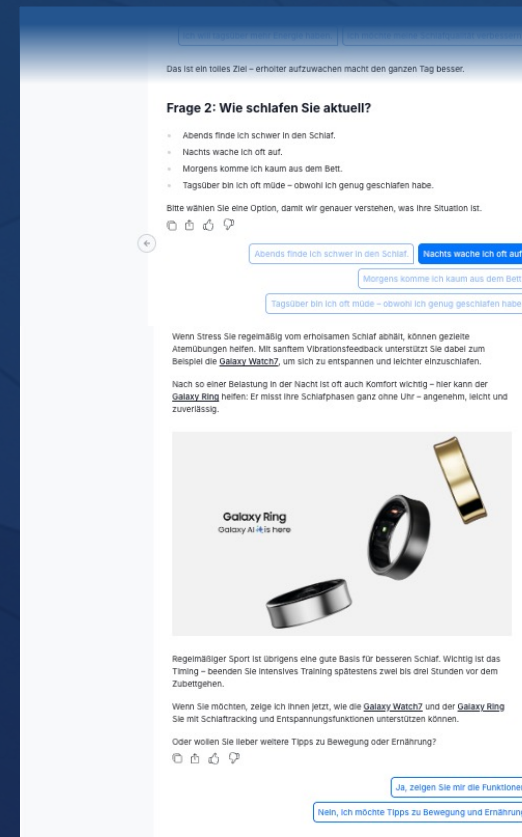 Ich will tagsüber mehr Energie haben.
Ich möchte meine Schlafqualität verbessern
Das ist ein tolles Ziel – erholter aufzuwachen macht den ganzen Tag besser.
Frage 2: Wie schlafen Sie aktuell?
Abends finde ich schwer in den Schlaf.
Nachts wache ich oft auf.
Morgens komme ich kaum aus dem Bett.
Tagsüber bin ich oft müde – obwohl ich genug geschlafen habe.
Bitte wählen Sie eine Option, damit wir genauer verstehen, was Ihre Situation ist.
Abends finde ich schwer in den Schlaf.
Nachts wache ich oft auf
Morgens komme ich kaum aus dem Bett
Tagsüber bin ich oft müde – obwohl ich genug geschlafen habe
Wenn Stress Sie regelmäßig vom erholsamen Schlaf abhält, können gezielte
Atemübungen helfen. Mit sanftem Vibrationsfeedback unterstützt Sie dabei zum
Beispiel die Galaxy Watch7, um sich zu entspannen und leichter einzuschlafen.
Nach so einer Belastung in der Nacht ist oft auch Komfort wichtig – hier kann der
Galaxy Ring helfen: Er misst Ihre Schlafphasen ganz ohne Uhr – angenehm, leicht und
zuverlässig.
Galaxy Ring
Galaxy AI is here
Regelmäßiger Sport ist übrigens eine gute Basis für besseren Schlaf. Wichtig ist das
Timing – beenden Sie intensives Training spätestens zwei bis drei Stunden vor dem
Zubettgehen.
Wenn Sie möchten, zeige ich Ihnen jetzt, wie die Galaxy Watch7 und der Galaxy Ring
Sie mit Schlaftracking und Entspannungsfunktionen unterstützen können.
Oder wollen Sie lieber weitere Tipps zu Bewegung oder Ernährung?
Ja, zeigen Sie mir die Funktionen
Nein, ich möchte Tipps zu Bewegung und Ernährung